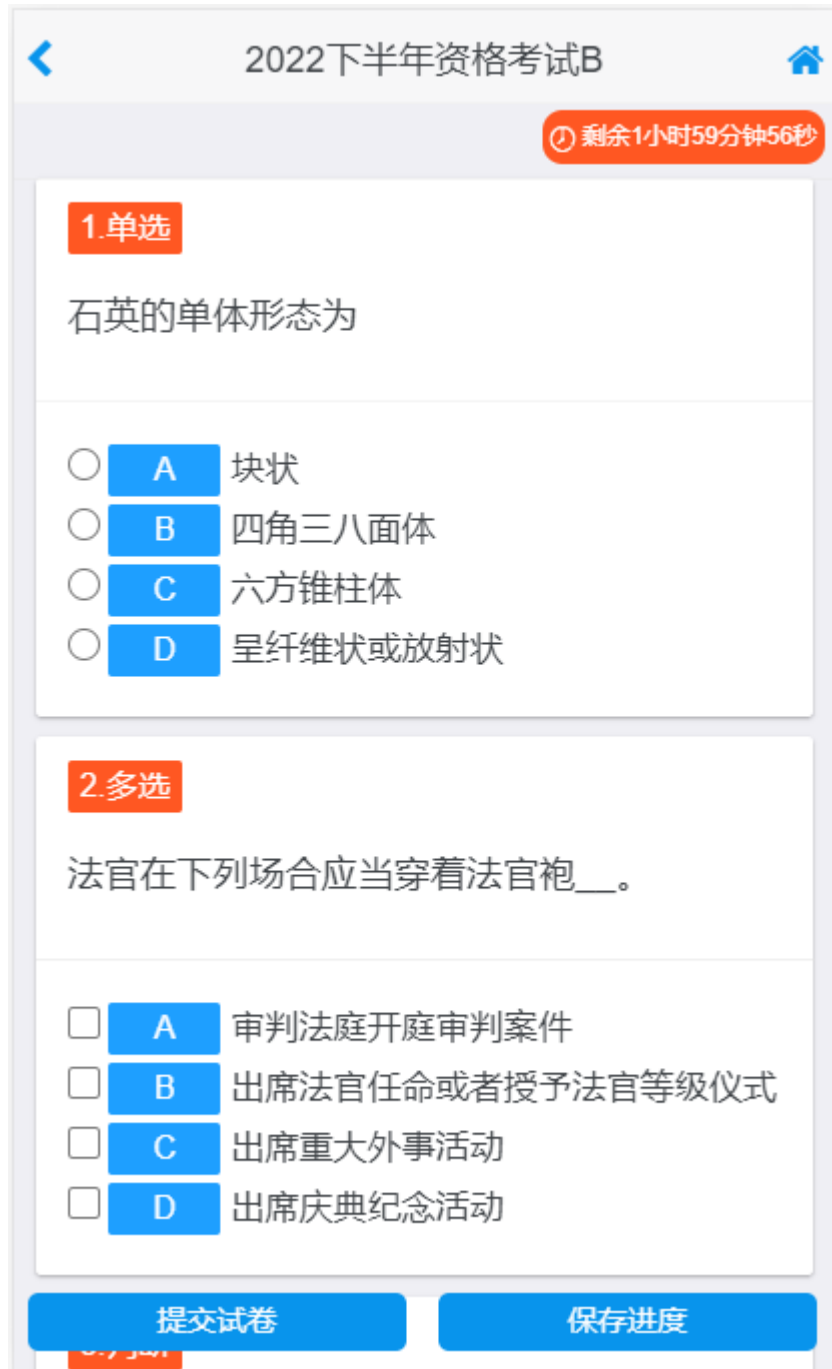 2022下半年资格考试B
剩余1小时59分钟56秒
1.单选
石英的单体形态为
A 块状
B 四角三八面体
C 六方锥柱体
D 呈纤维状或放射状
2.多选
法官在下列场合应当穿着法官袍__。
A 审判法庭开庭审判案件
B 出席法官任命或者授予法官等级仪式
C 出席重大外事活动
D 出席庆典纪念活动
提交试卷 保存进度